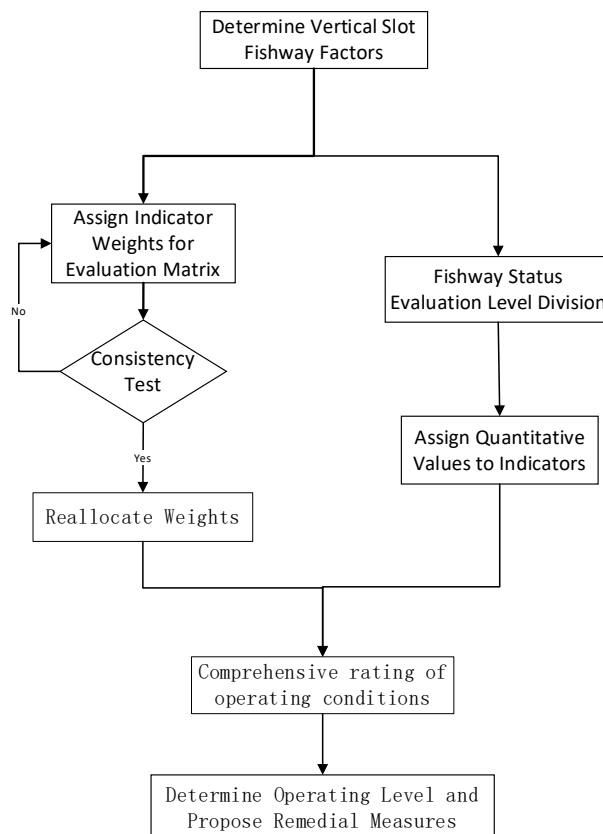 Determine Vertical Slot
Fishway Factors
Assign Indicator
Weights for
Evaluation Matrix
Fishway Status
Evaluation Level Division
No
Consistency
Test
Assign Quantitative
Values to Indicators
Yes
Reallocate Weights
Comprehensive rating of
operating conditions
Determine Operating Level and
Propose Remedial Measures